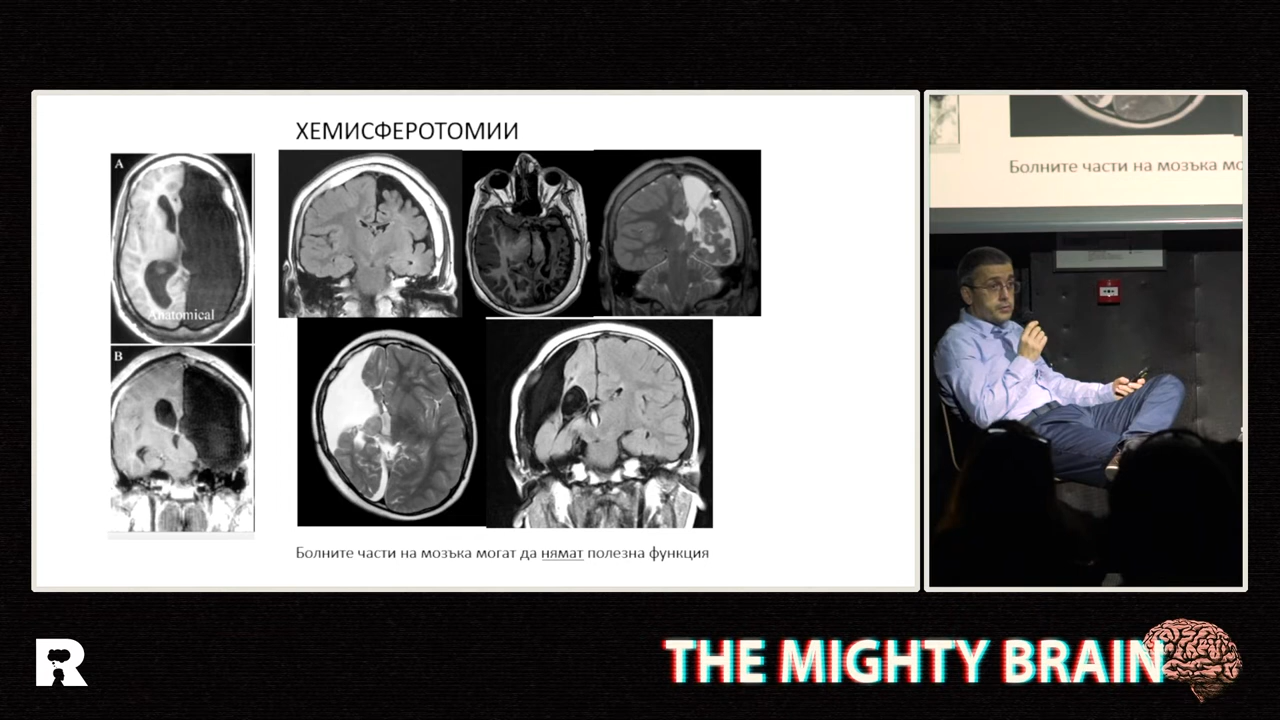 ХЕМИСФЕРОТОМИИ
A
Anatomical
B
Болните части на мозъка могат да нямат полезна функция
Болните части на мозъка мо
R
THE MIGHTY BRAIN